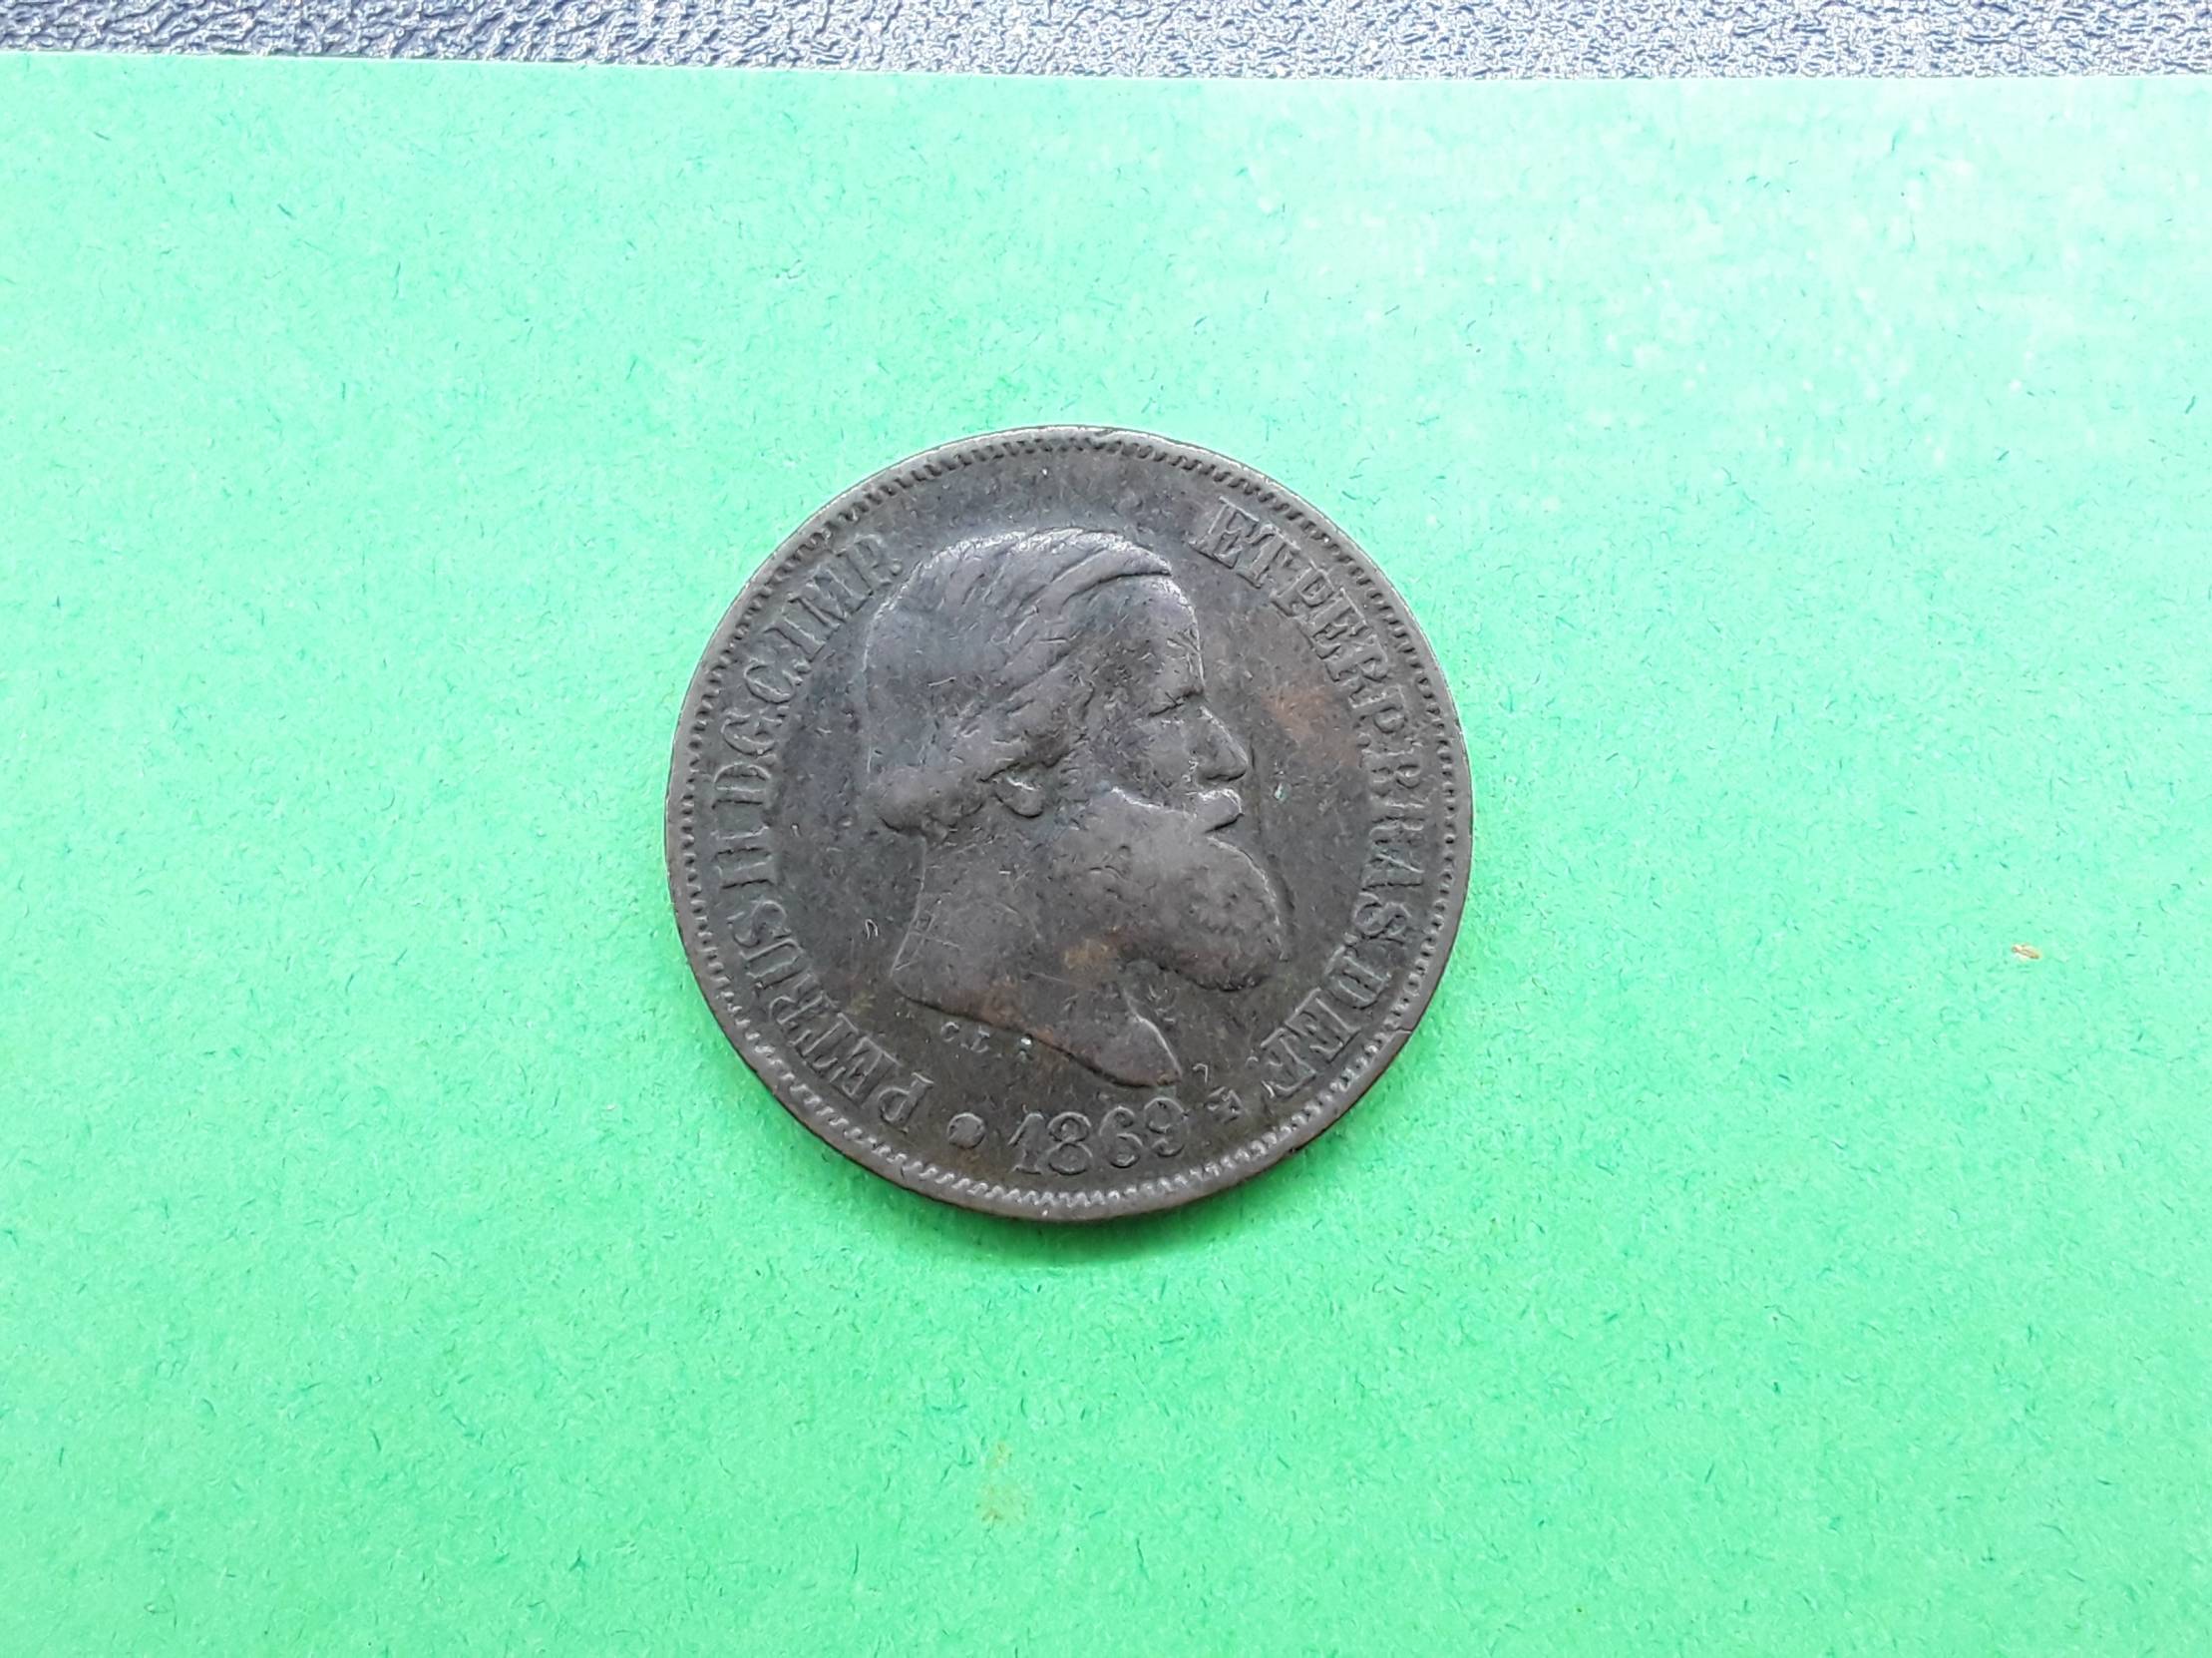 PETRUS II D.G.C.IMP.
ET PERP.BRAS.DEF.
C.L.
1869